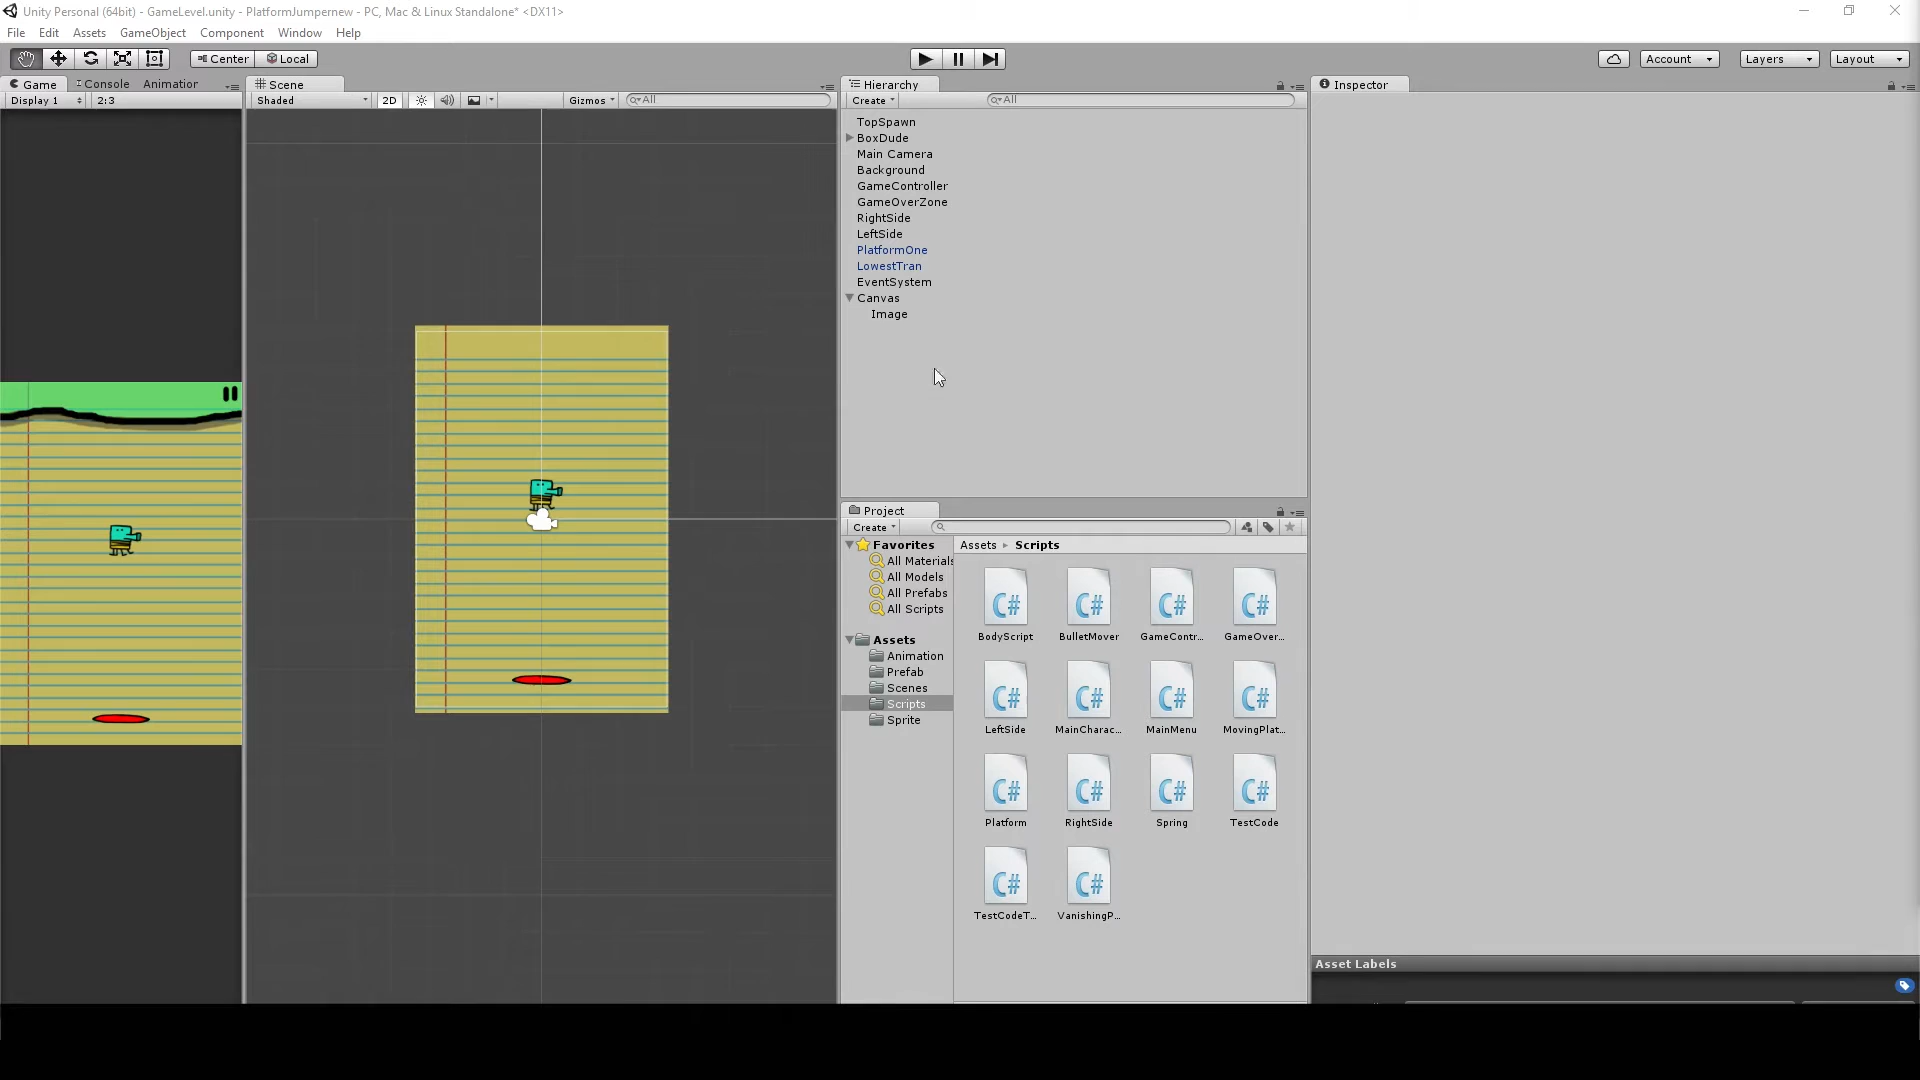 Unity Personal (64bit) - GameLevel.unity - PlatformJumpernew - PC, Mac & Linux Standalone* <DX11>
File Edit Assets GameObject Component Window Help
Center Local Account Layers Layout
Game Console Animator Scene Hierarchy Inspector
Display 1 2:3 Shaded 2D Gizmos All Create All
TopSpawn
BoxDude
Main Camera
Background
GameController
GameOverZone
RightSide
LeftSide
PlatformOne
LowestTran
EventSystem
Canvas
Image
Project
Create
Favorites
All Materials
All Models
All Prefabs
All Scripts
Assets
Animation
Prefab
Scenes
Scripts
Sprite
Assets Scripts
C# C# C# C#
BodyScript BulletMover GameContr... GameOver...
C# C# C# C#
LeftSide MainCharac... MainMenu MovingPlat...
C# C# C# C#
Platform RightSide Spring TestCode
C# C#
TestCodeT... VanishingP...
Asset Labels